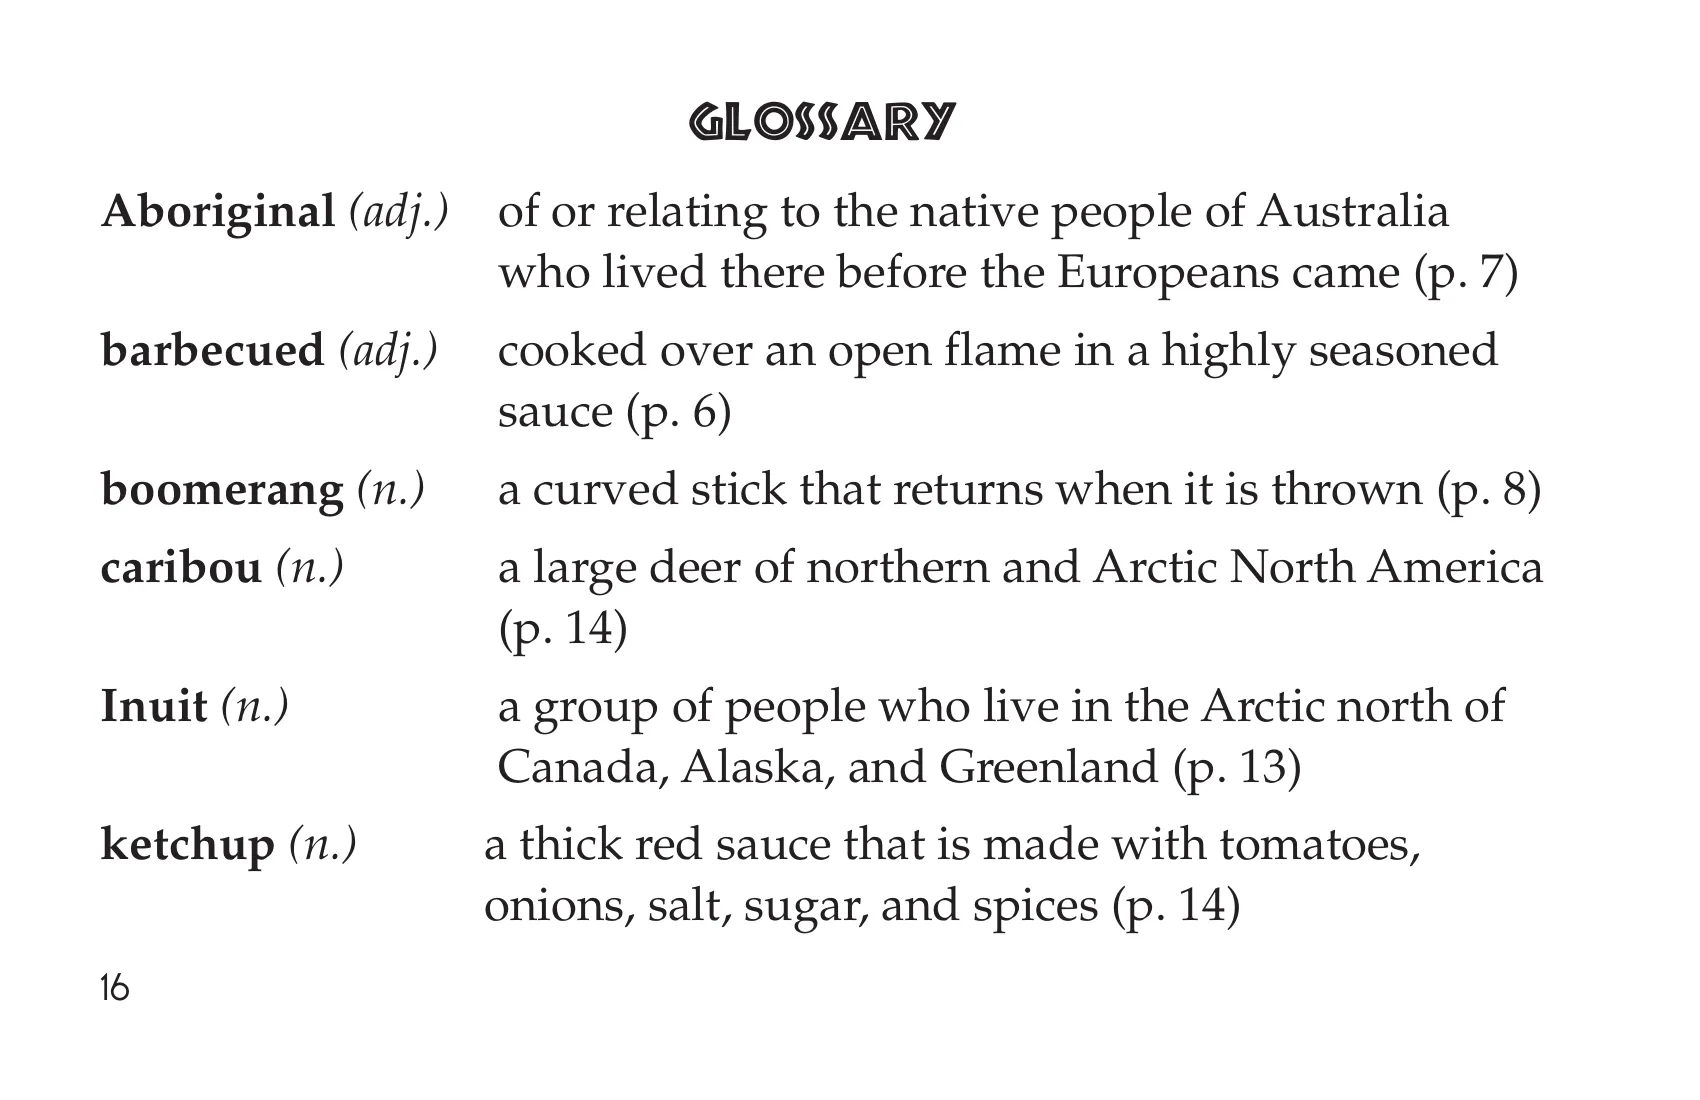 GLOSSARY
Aboriginal (adj.) of or relating to the native people of Australia
who lived there before the Europeans came (p. 7)
barbecued (adj.) cooked over an open flame in a highly seasoned
sauce (p. 6)
boomerang (n.) a curved stick that returns when it is thrown (p. 8)
caribou (n.) a large deer of northern and Arctic North America
(p. 14)
Inuit (n.) a group of people who live in the Arctic north of
Canada, Alaska, and Greenland (p. 13)
ketchup (n.) a thick red sauce that is made with tomatoes,
onions, salt, sugar, and spices (p. 14)
16